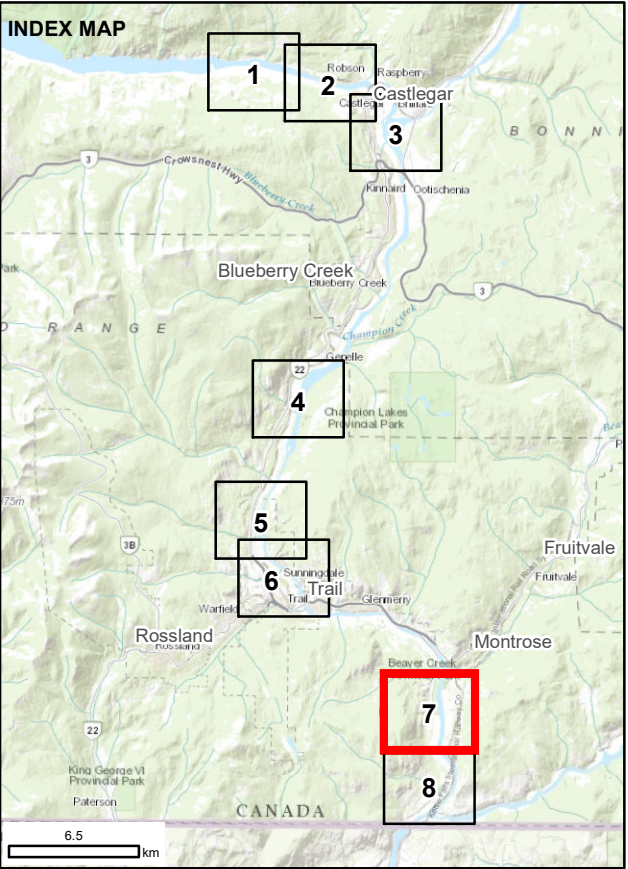 INDEX MAP
1
2
Robson
Raspberry
Castlegar
Castlegar
3
B O N N I
3
Crowsnest Hwy
Blueberry Creek
Kinnaird
Ootischenia
Blueberry Creek
Blueberry Creek
Park
3
R A N G E
Champion Creek
Genelle
22
4
Champion Lakes
Provincial Park
5
3B
Fruitvale
6
Sunningdale
Trail
Trail
Fruitvale
Warfield
Glenmerry
Rossland
Rossland
Montrose
Beaver Creek
7
22
King George VI
Provincial Park
8
Paterson
CANADA
6.5
km